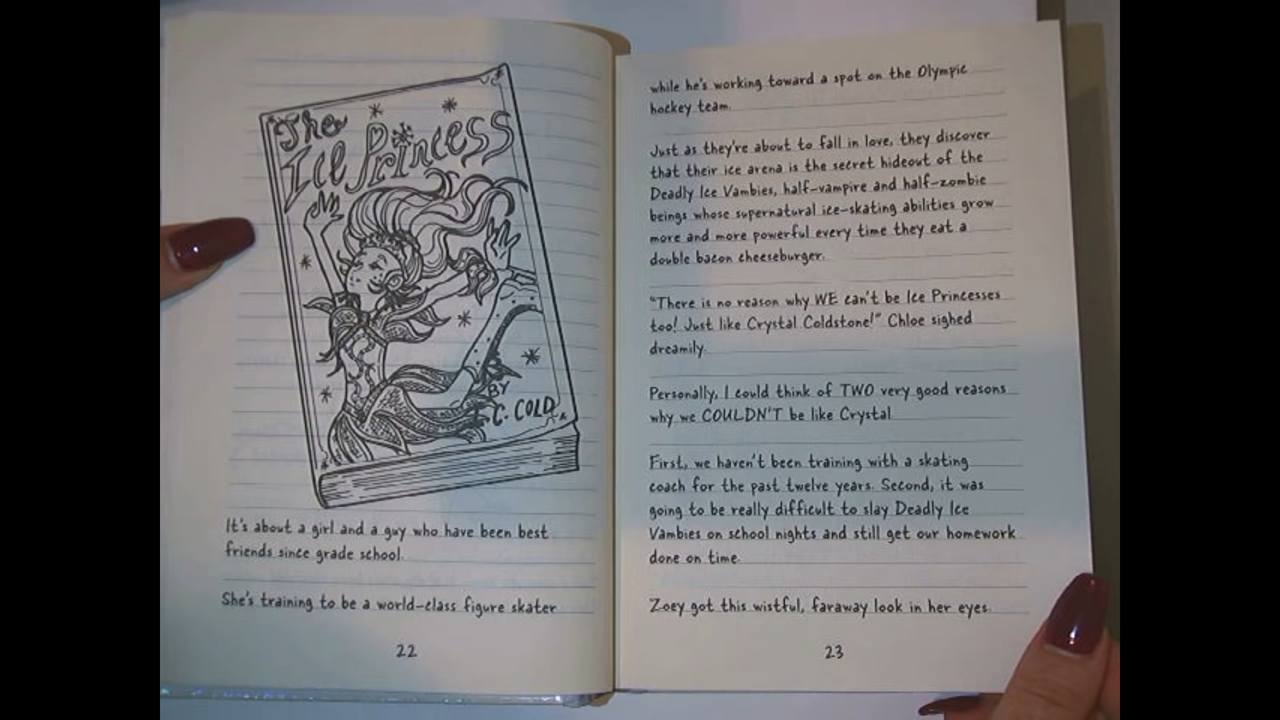 The
Ice Princess
BY
I.C. COLD
It's about a girl and a guy who have been best
friends since grade school.
She's training to be a world-class figure skater
22
while he's working toward a spot on the Olympic
hockey team.
Just as they're about to fall in love, they discover
that their ice arena is the secret hideout of the
Deadly Ice Vambies, half-vampire and half-zombie
beings whose supernatural ice-skating abilities grow
more and more powerful every time they eat a
double bacon cheeseburger.
"There is no reason why WE can't be Ice Princesses
too! Just like Crystal Coldstone!" Chloe sighed
dreamily.
Personally, I could think of TWO very good reasons
why we COULDN'T be like Crystal.
First, we haven't been training with a skating
coach for the past twelve years. Second, it was
going to be really difficult to slay Deadly Ice
Vambies on school nights and still get our homework
done on time.
Zoey got this wistful, faraway look in her eyes.
23